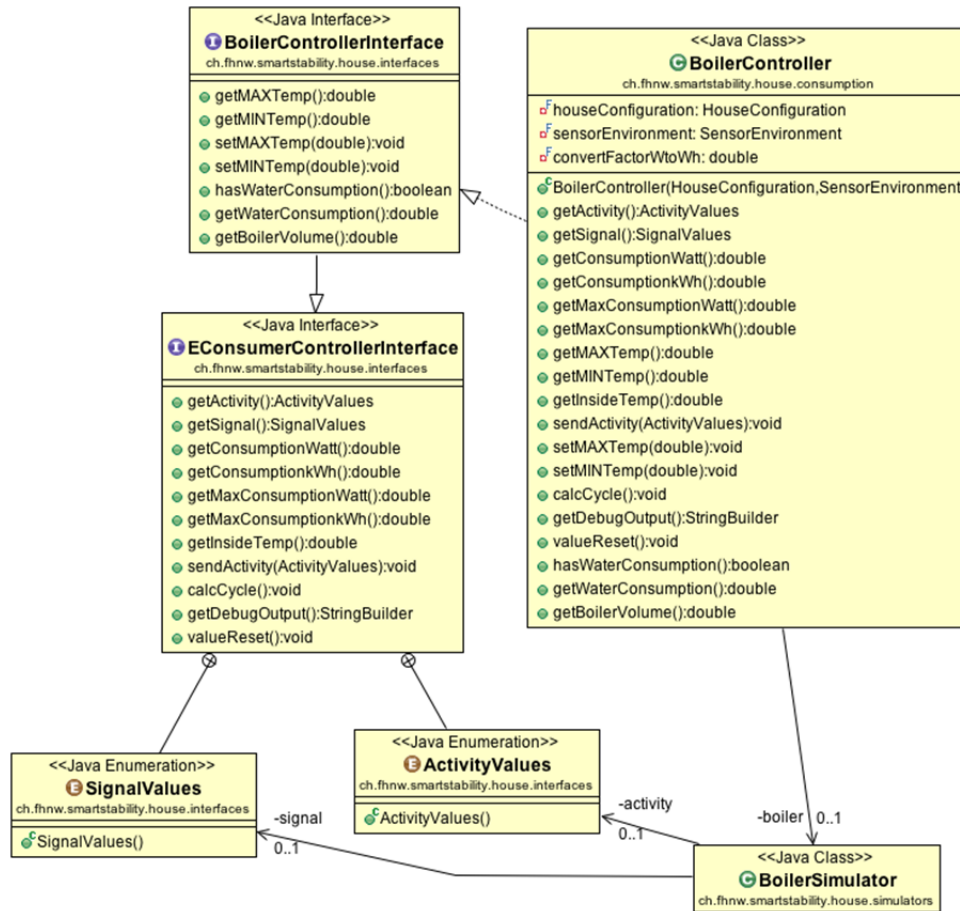 <<Java Interface>>
BoilerControllerInterface
ch.fhnw.smartstability.house.interfaces
getMAXTemp():double
getMINTemp():double
setMAXTemp(double):void
setMINTemp(double):void
hasWaterConsumption():boolean
getWaterConsumption():double
getBoilerVolume():double
<<Java Class>>
BoilerController
ch.fhnw.smartstability.house.consumption
houseConfiguration: HouseConfiguration
sensorEnvironment: SensorEnvironment
convertFactorWtoWh: double
BoilerController(HouseConfiguration,SensorEnvironment
getActivity():ActivityValues
getSignal():SignalValues
getConsumptionWatt():double
getConsumptionkWh():double
getMaxConsumptionWatt():double
getMaxConsumptionkWh():double
getMAXTemp():double
getMINTemp():double
getInsideTemp():double
sendActivity(ActivityValues):void
setMAXTemp(double):void
setMINTemp(double):void
calcCycle():void
getDebugOutput():StringBuilder
valueReset():void
hasWaterConsumption():boolean
getWaterConsumption():double
getBoilerVolume():double
<<Java Interface>>
EConsumerControllerInterface
ch.fhnw.smartstability.house.interfaces
getActivity():ActivityValues
getSignal():SignalValues
getConsumptionWatt():double
getConsumptionkWh():double
getMaxConsumptionWatt():double
getMaxConsumptionkWh():double
getInsideTemp():double
sendActivity(ActivityValues):void
calcCycle():void
getDebugOutput():StringBuilder
valueReset():void
<<Java Enumeration>>
SignalValues
ch.fhnw.smartstability.house.interfaces
SignalValues()
<<Java Enumeration>>
ActivityValues
ch.fhnw.smartstability.house.interfaces
ActivityValues()
-signal
0..1
-activity
0..1
-boiler
0..1
<<Java Class>>
BoilerSimulator
ch.fhnw.smartstability.house.simulators